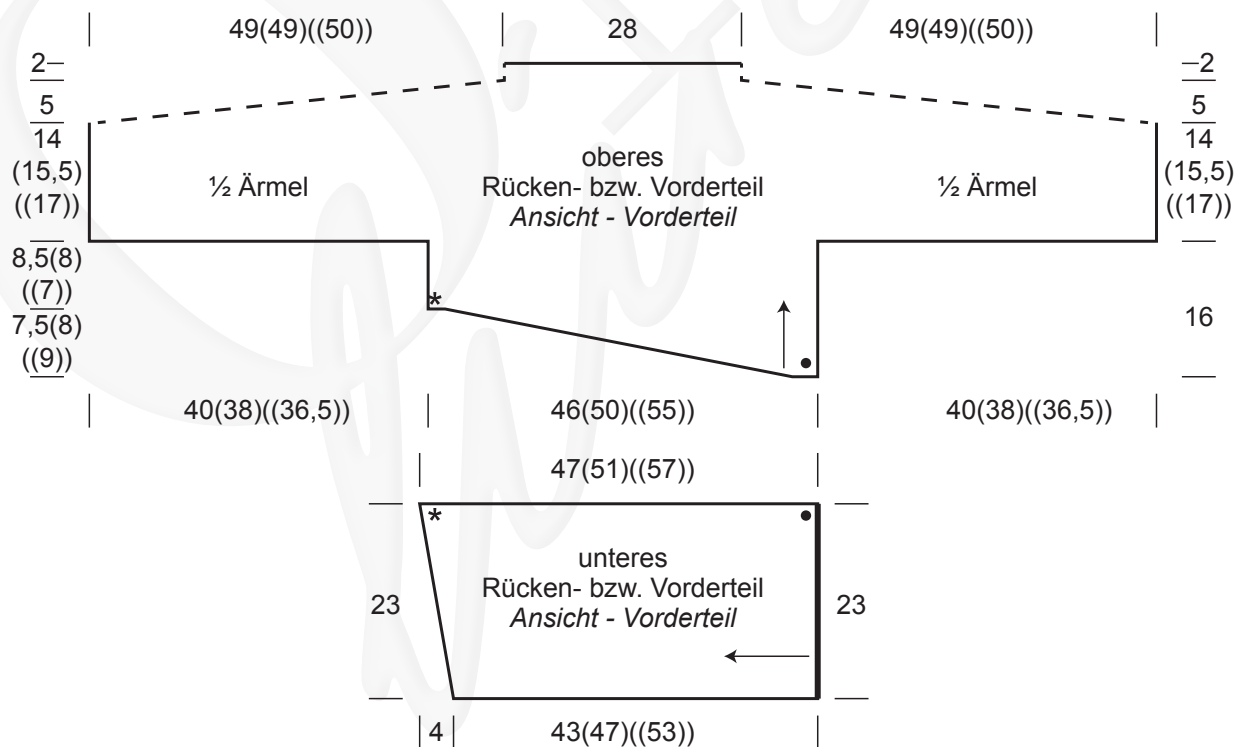 49(49)((50)) 28 49(49)((50))
2 2
5 5
14 14
(15,5) (15,5)
((17)) ((17))
½ Ärmel
oberes
Rücken- bzw. Vorderteil
Ansicht - Vorderteil
½ Ärmel
8,5(8)
((7))
7,5(8)
((9))
*
16
40(38)((36,5)) 46(50)((55)) 40(38)((36,5))
47(51)((57))
*
unteres
Rücken- bzw. Vorderteil
Ansicht - Vorderteil
23 23
4 43(47)((53))